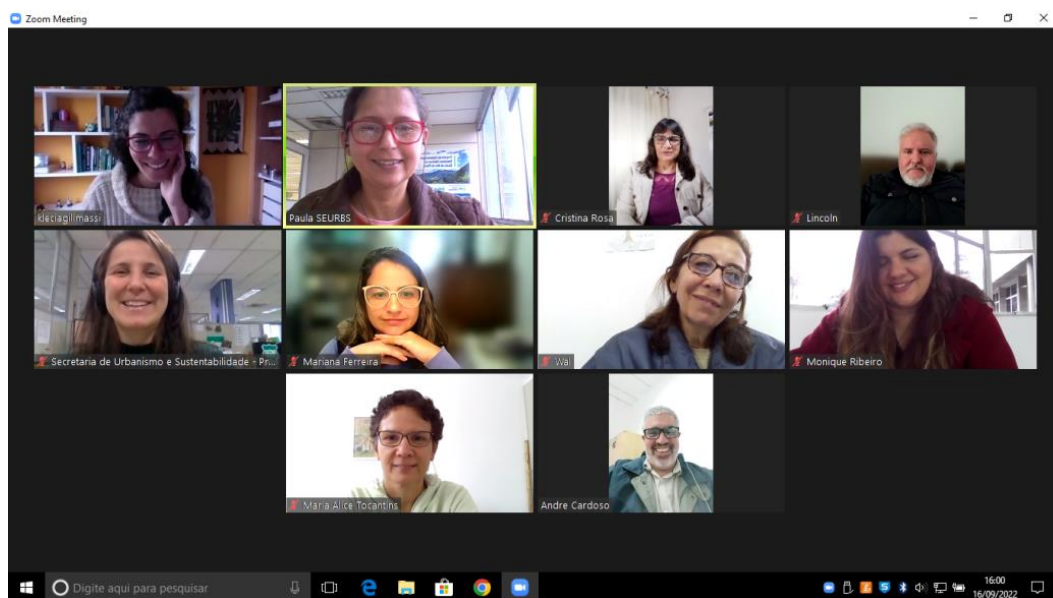 Zoom Meeting
kleciagilimassi
Paula SEURBS
Cristina Rosa
Lincoln
Secretaria de Urbanismo e Sustentabilidade - Pr...
Mariana Ferreira
Wal
Monique Ribeiro
Maria Alice Tocantins
Andre Cardoso
Digite aqui para pesquisar
16:00
16/09/2022